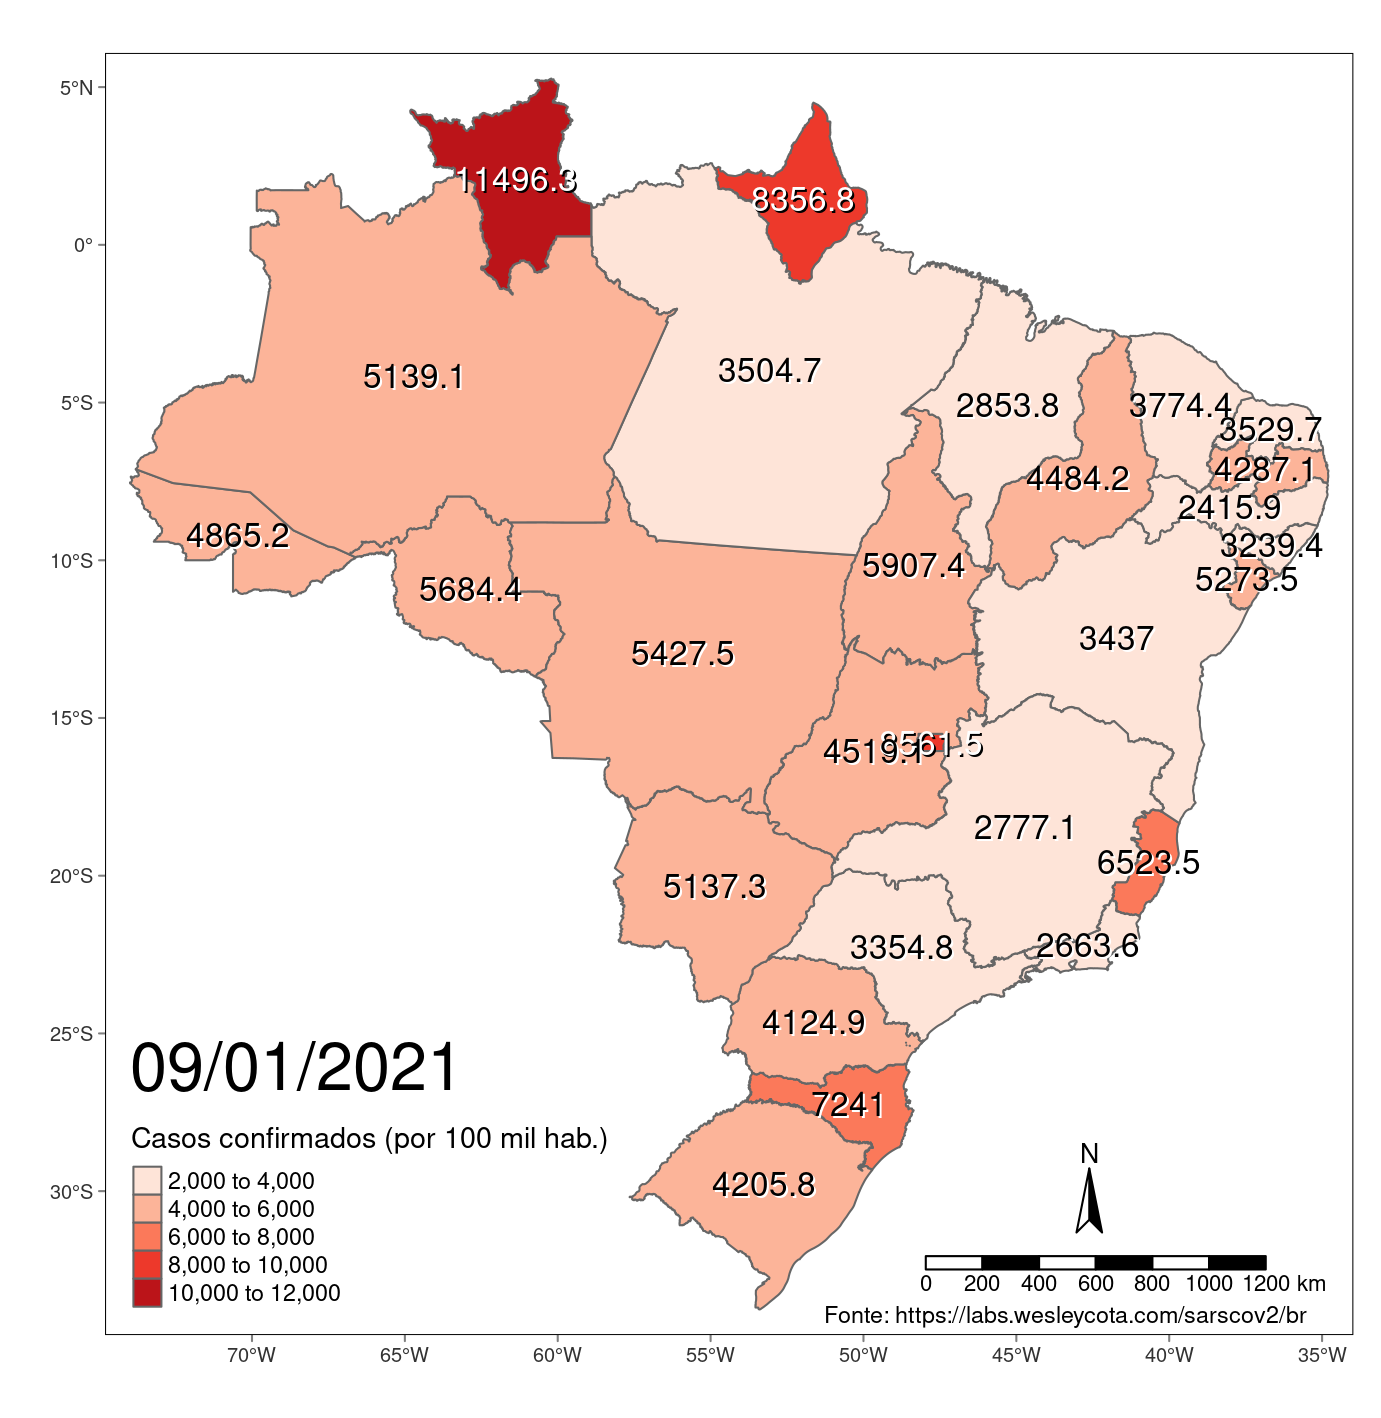 5°N
0°
5°S
10°S
15°S
20°S
25°S
30°S
11496.3
8356.8
5139.1
3504.7
2853.8
3774.4
3529.7
4287.1
4484.2
2415.9
4865.2
3239.4
5907.4
5273.5
5684.4
3437
5427.5
4519.1
2777.1
6523.5
5137.3
3354.8
2663.6
4124.9
7241
4205.8
09/01/2021
Casos confirmados (por 100 mil hab.)
2,000 to 4,000
4,000 to 6,000
6,000 to 8,000
8,000 to 10,000
10,000 to 12,000
N
0 200 400 600 800 1000 1200 km
Fonte: https://labs.wesleycota.com/sarscov2/br
70°W 65°W 60°W 55°W 50°W 45°W 40°W 35°W